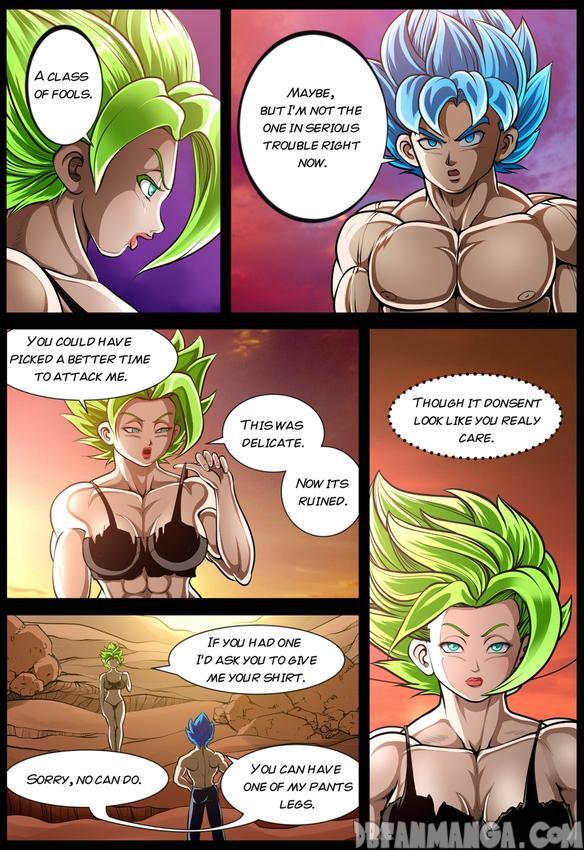 A CLASS
OF FOOLS.
MAYBE,
BUT I'M NOT THE
ONE IN SERIOUS
TROUBLE RIGHT
NOW.
YOU COULD HAVE
PICKED A BETTER TIME
TO ATTACK ME.
THIS WAS
DELICATE.
NOW ITS
RUINED.
THOUGH IT DONSENT
LOOK LIKE YOU REALY
CARE.
IF YOU HAD ONE
I'D ASK YOU TO GIVE
ME YOUR SHIRT.
SORRY, NO CAN DO.
YOU CAN HAVE
ONE OF MY PANTS
LEGS.
DBFANMANGA.COM